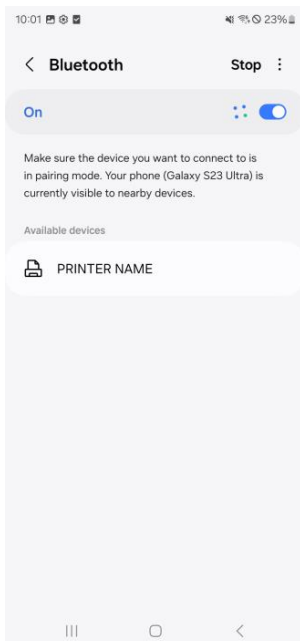 10:01 23%
Bluetooth Stop
On
Make sure the device you want to connect to is
in pairing mode. Your phone (Galaxy S23 Ultra) is
currently visible to nearby devices.
Available devices
PRINTER NAME